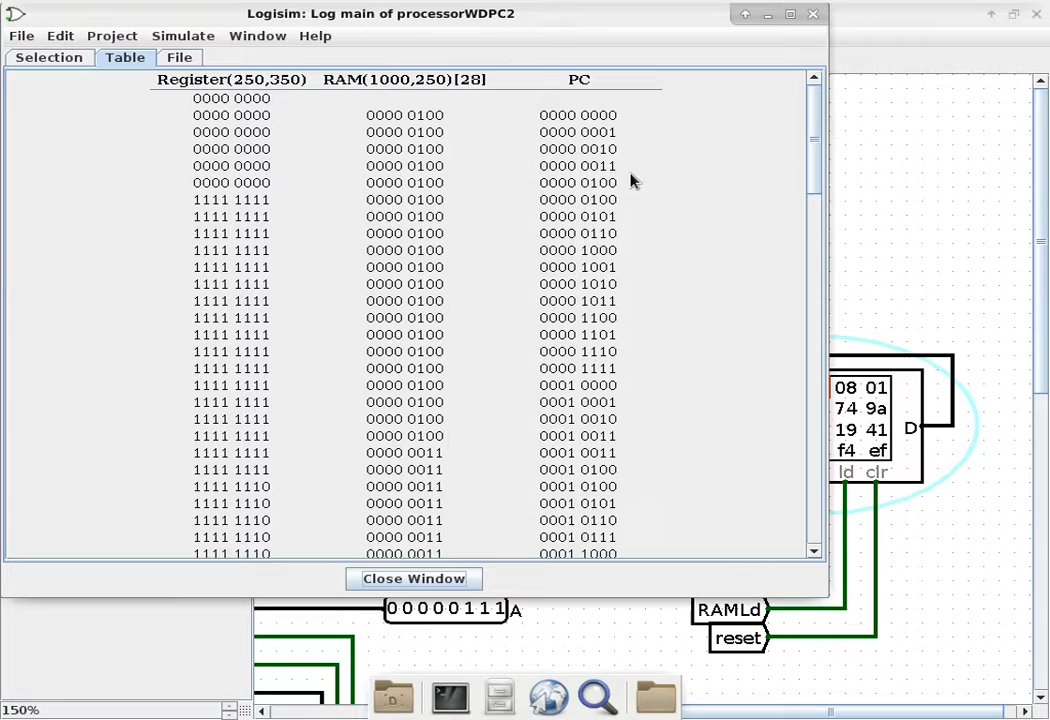 Logisim: Log main of processorWDPC2
File Edit Project Simulate Window Help
Selection Table File
Register(250,350) RAM(1000,250)[28] PC
0000 0000
0000 0000 0000 0100 0000 0000
0000 0000 0000 0100 0000 0001
0000 0000 0000 0100 0000 0010
0000 0000 0000 0100 0000 0011
0000 0000 0000 0100 0000 0100
1111 1111 0000 0100 0000 0100
1111 1111 0000 0100 0000 0101
1111 1111 0000 0100 0000 0110
1111 1111 0000 0100 0000 1000
1111 1111 0000 0100 0000 1001
1111 1111 0000 0100 0000 1010
1111 1111 0000 0100 0000 1011
1111 1111 0000 0100 0000 1100
1111 1111 0000 0100 0000 1101
1111 1111 0000 0100 0000 1110
1111 1111 0000 0100 0000 1111
1111 1111 0000 0100 0001 0000
1111 1111 0000 0100 0001 0001
1111 1111 0000 0100 0001 0010
1111 1111 0000 0100 0001 0011
1111 1111 0000 0011 0001 0011
1111 1111 0000 0011 0001 0100
1111 1110 0000 0011 0001 0100
1111 1110 0000 0011 0001 0101
1111 1110 0000 0011 0001 0110
1111 1110 0000 0011 0001 0111
1111 1110 0000 0011 0001 1000
Close Window
08 01
74 9a
19 41
f4 ef
D
ld clr
00000111 A
RAMLd
reset
D
150%